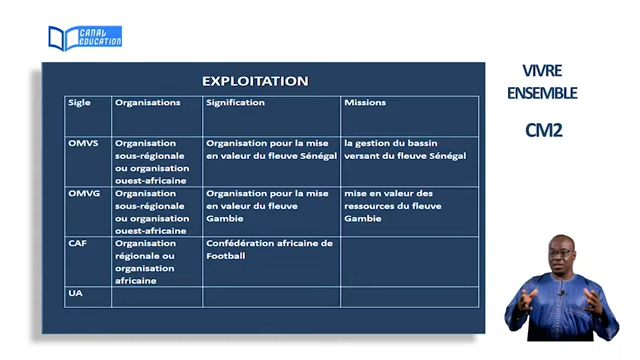 CANAL
EDUCATION
EXPLOITATION
Sigle Organisations Signification Missions
OMVS Organisation sous-régionale ou organisation ouest-africaine Organisation pour la mise en valeur du fleuve Sénégal la gestion du bassin versant du fleuve Sénégal
OMVG Organisation sous-régionale ou organisation ouest-africaine Organisation pour la mise en valeur du fleuve Gambie mise en valeur des ressources du fleuve Gambie
CAF Organisation régionale ou organisation africaine Confédération africaine de Football
UA
VIVRE
ENSEMBLE
CM2